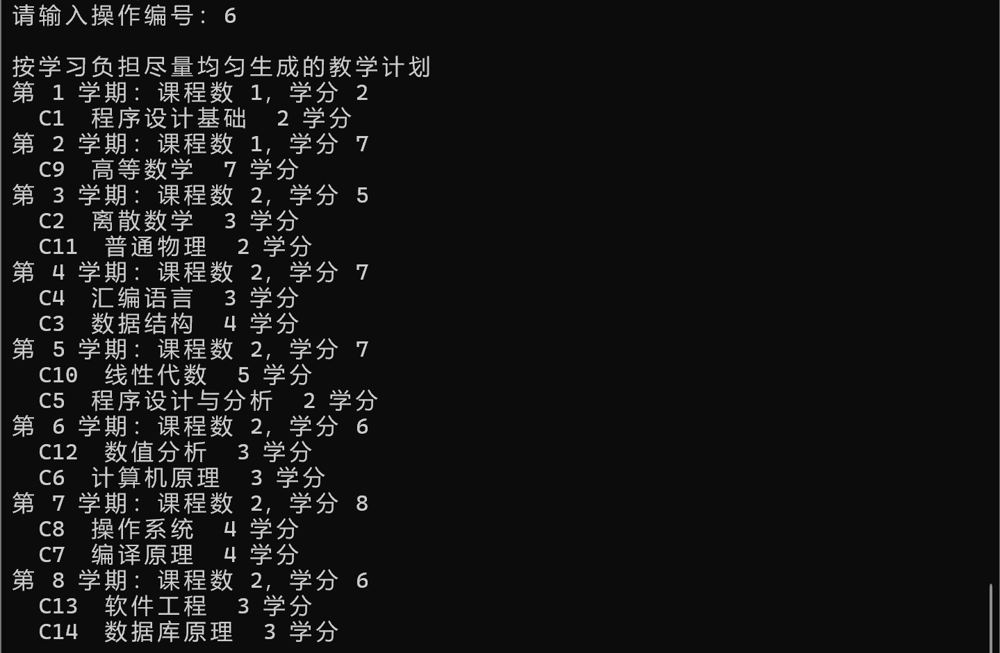 请输入操作编号: 6
按学习负担尽量均匀生成的教学计划
第 1 学期: 课程数 1, 学分 2
C1 程序设计基础 2 学分
第 2 学期: 课程数 1, 学分 7
C9 高等数学 7 学分
第 3 学期: 课程数 2, 学分 5
C2 离散数学 3 学分
C11 普通物理 2 学分
第 4 学期: 课程数 2, 学分 7
C4 汇编语言 3 学分
C3 数据结构 4 学分
第 5 学期: 课程数 2, 学分 7
C10 线性代数 5 学分
C5 程序设计与分析 2 学分
第 6 学期: 课程数 2, 学分 6
C12 数值分析 3 学分
C6 计算机原理 3 学分
第 7 学期: 课程数 2, 学分 8
C8 操作系统 4 学分
C7 编译原理 4 学分
第 8 学期: 课程数 2, 学分 6
C13 软件工程 3 学分
C14 数据库原理 3 学分